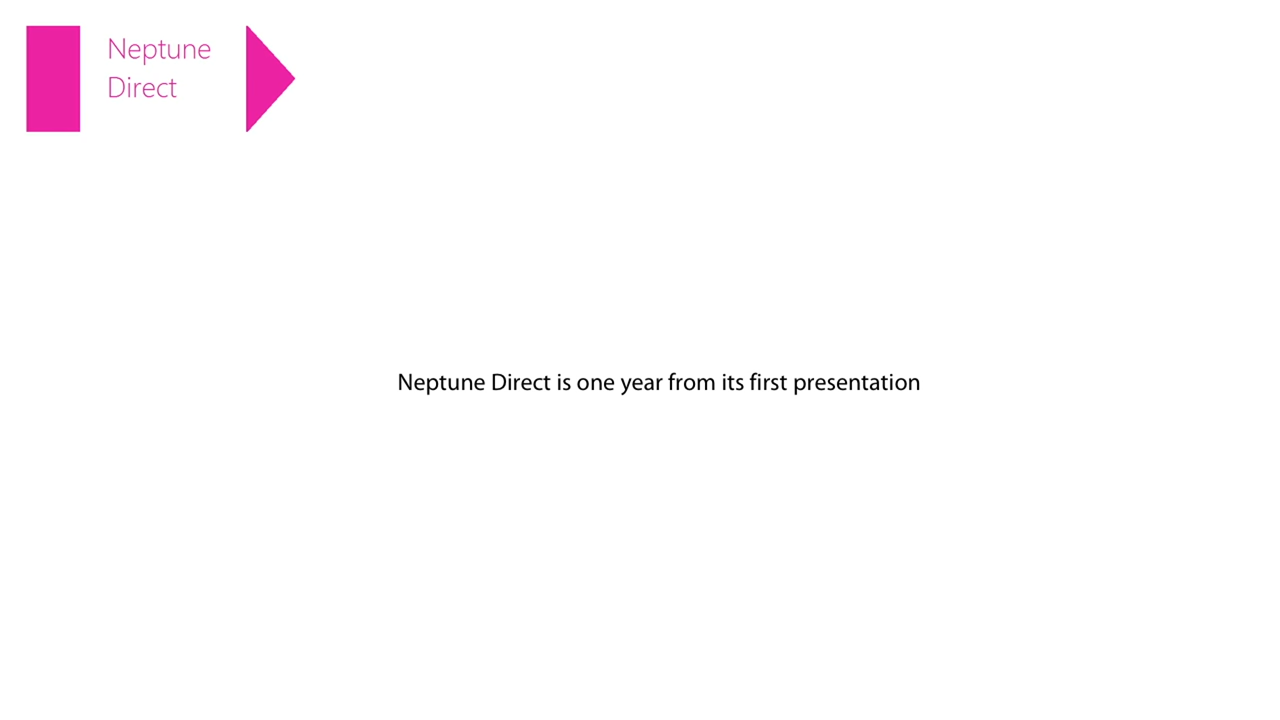 Neptune
Direct
Neptune Direct is one year from its first presentation